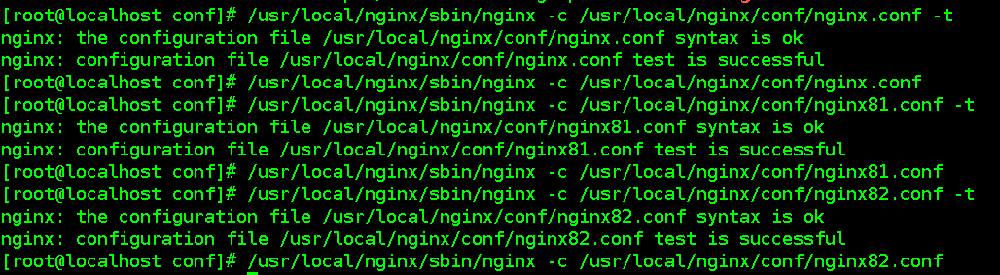 [root@localhost conf]# /usr/local/nginx/sbin/nginx -c /usr/local/nginx/conf/nginx.conf -t
nginx: the configuration file /usr/local/nginx/conf/nginx.conf syntax is ok
nginx: configuration file /usr/local/nginx/conf/nginx.conf test is successful
[root@localhost conf]# /usr/local/nginx/sbin/nginx -c /usr/local/nginx/conf/nginx.conf
[root@localhost conf]# /usr/local/nginx/sbin/nginx -c /usr/local/nginx/conf/nginx81.conf -t
nginx: the configuration file /usr/local/nginx/conf/nginx81.conf syntax is ok
nginx: configuration file /usr/local/nginx/conf/nginx81.conf test is successful
[root@localhost conf]# /usr/local/nginx/sbin/nginx -c /usr/local/nginx/conf/nginx81.conf
[root@localhost conf]# /usr/local/nginx/sbin/nginx -c /usr/local/nginx/conf/nginx82.conf -t
nginx: the configuration file /usr/local/nginx/conf/nginx82.conf syntax is ok
nginx: configuration file /usr/local/nginx/conf/nginx82.conf test is successful
[root@localhost conf]# /usr/local/nginx/sbin/nginx -c /usr/local/nginx/conf/nginx82.conf